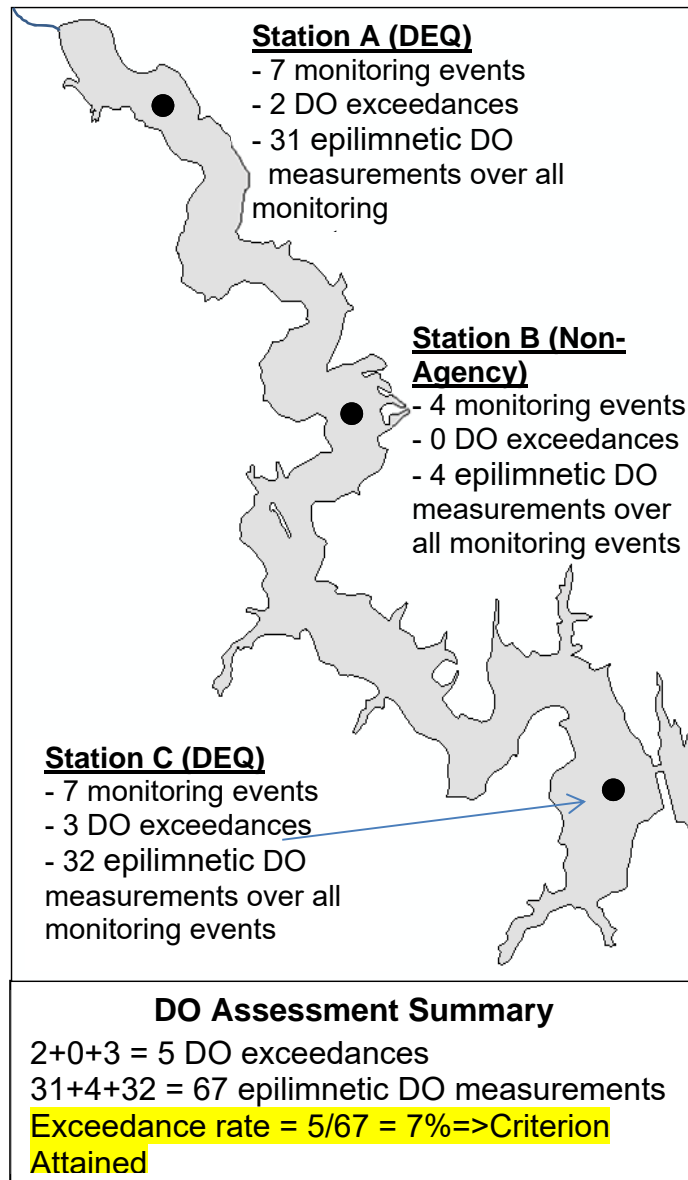 Station A (DEQ)
- 7 monitoring events
- 2 DO exceedances
- 31 epilimnetic DO
measurements over all
monitoring
Station B (Non-
Agency)
- 4 monitoring events
- 0 DO exceedances
- 4 epilimnetic DO
measurements over
all monitoring events
Station C (DEQ)
- 7 monitoring events
- 3 DO exceedances
- 32 epilimnetic DO
measurements over all
monitoring events
DO Assessment Summary
2+0+3 = 5 DO exceedances
31+4+32 = 67 epilimnetic DO measurements
Exceedance rate = 5/67 = 7%=>Criterion
Attained